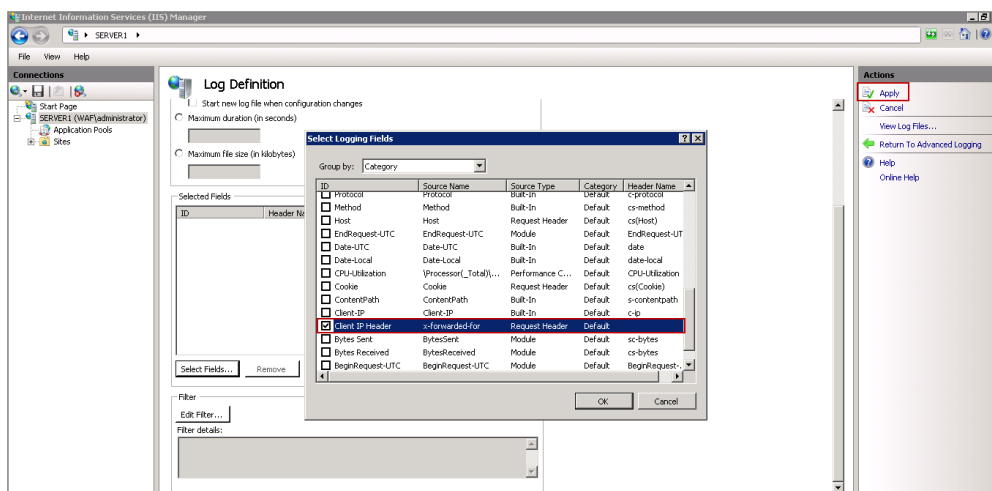 Internet Information Services (IIS) Manager
SERVER1
File View Help
Connections
Start Page
SERVER1 (WAF\administrator)
Application Pools
Sites
Log Definition
Start new log file when configuration changes
Maximum duration (in seconds)
Maximum file size (in kilobytes)
Selected Fields
ID Header Na
Select Fields... Remove
Filter
Edit Filter...
Filter details:
Select Logging Fields
Group by: Category
ID Source Name Source Type Category Header Name
Protocol Protocol Built-In Default c-protocol
Method Method Built-In Default cs-method
Host Host Request Header Default cs(Host)
EndRequest-UTC EndRequest-UTC Module Default EndRequest-UT
Date-UTC Date-UTC Built-In Default date
Date-Local Date-Local Built-In Default date-local
CPU-Utilization \Processor(_Total)\... Performance C... Default CPU-Utilization
Cookie Cookie Request Header Default cs(Cookie)
ContentPath ContentPath Built-In Default s-contentpath
Client-IP Client-IP Built-In Default c-ip
Client IP Header x-forwarded-for Request Header Default
Bytes Sent BytesSent Module Default sc-bytes
Bytes Received BytesReceived Module Default cs-bytes
BeginRequest-UTC BeginRequest-UTC Module Default BeginRequest-...
OK Cancel
Actions
Apply
Cancel
View Log Files...
Return To Advanced Logging
Help
Online Help